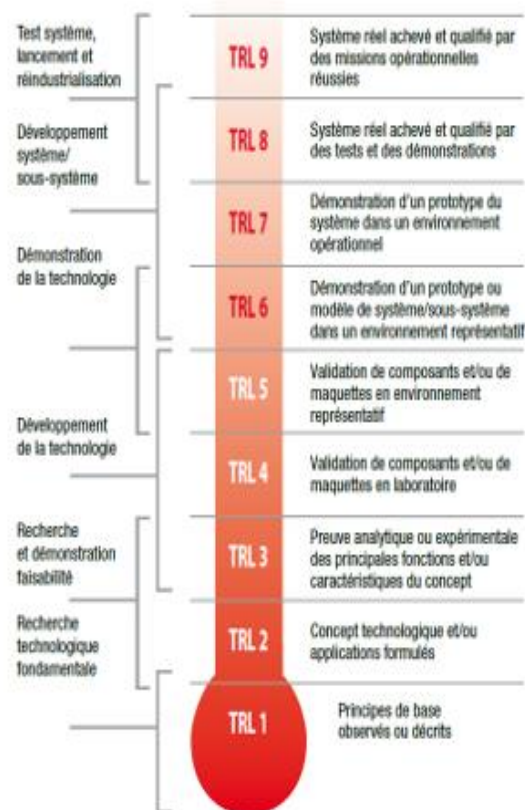 Test système,
lancement et
réindustrialisation
TRL 9
Système réel achevé et qualifié par
des missions opérationnelles
réussies
Développement
système/
sous-système
TRL 8
Système réel achevé et qualifié par
des tests et des démonstrations
TRL 7
Démonstration d'un prototype du
système dans un environnement
opérationnel
Démonstration
de la technologie
TRL 6
Démonstration d'un prototype ou
modèle de système/sous-système
dans un environnement représentatif
TRL 5
Validation de composants et/ou de
maquettes en environnement
représentatif
Développement
de la technologie
TRL 4
Validation de composants et/ou de
maquettes en laboratoire
Recherche
et démonstration
faisabilité
TRL 3
Preuve analytique ou expérimentale
des principales fonctions et/ou
caractéristiques du concept
Recherche
technologique
fondamentale
TRL 2
Concept technologique et/ou
applications formulés
TRL 1
Principes de base
observés ou décrits